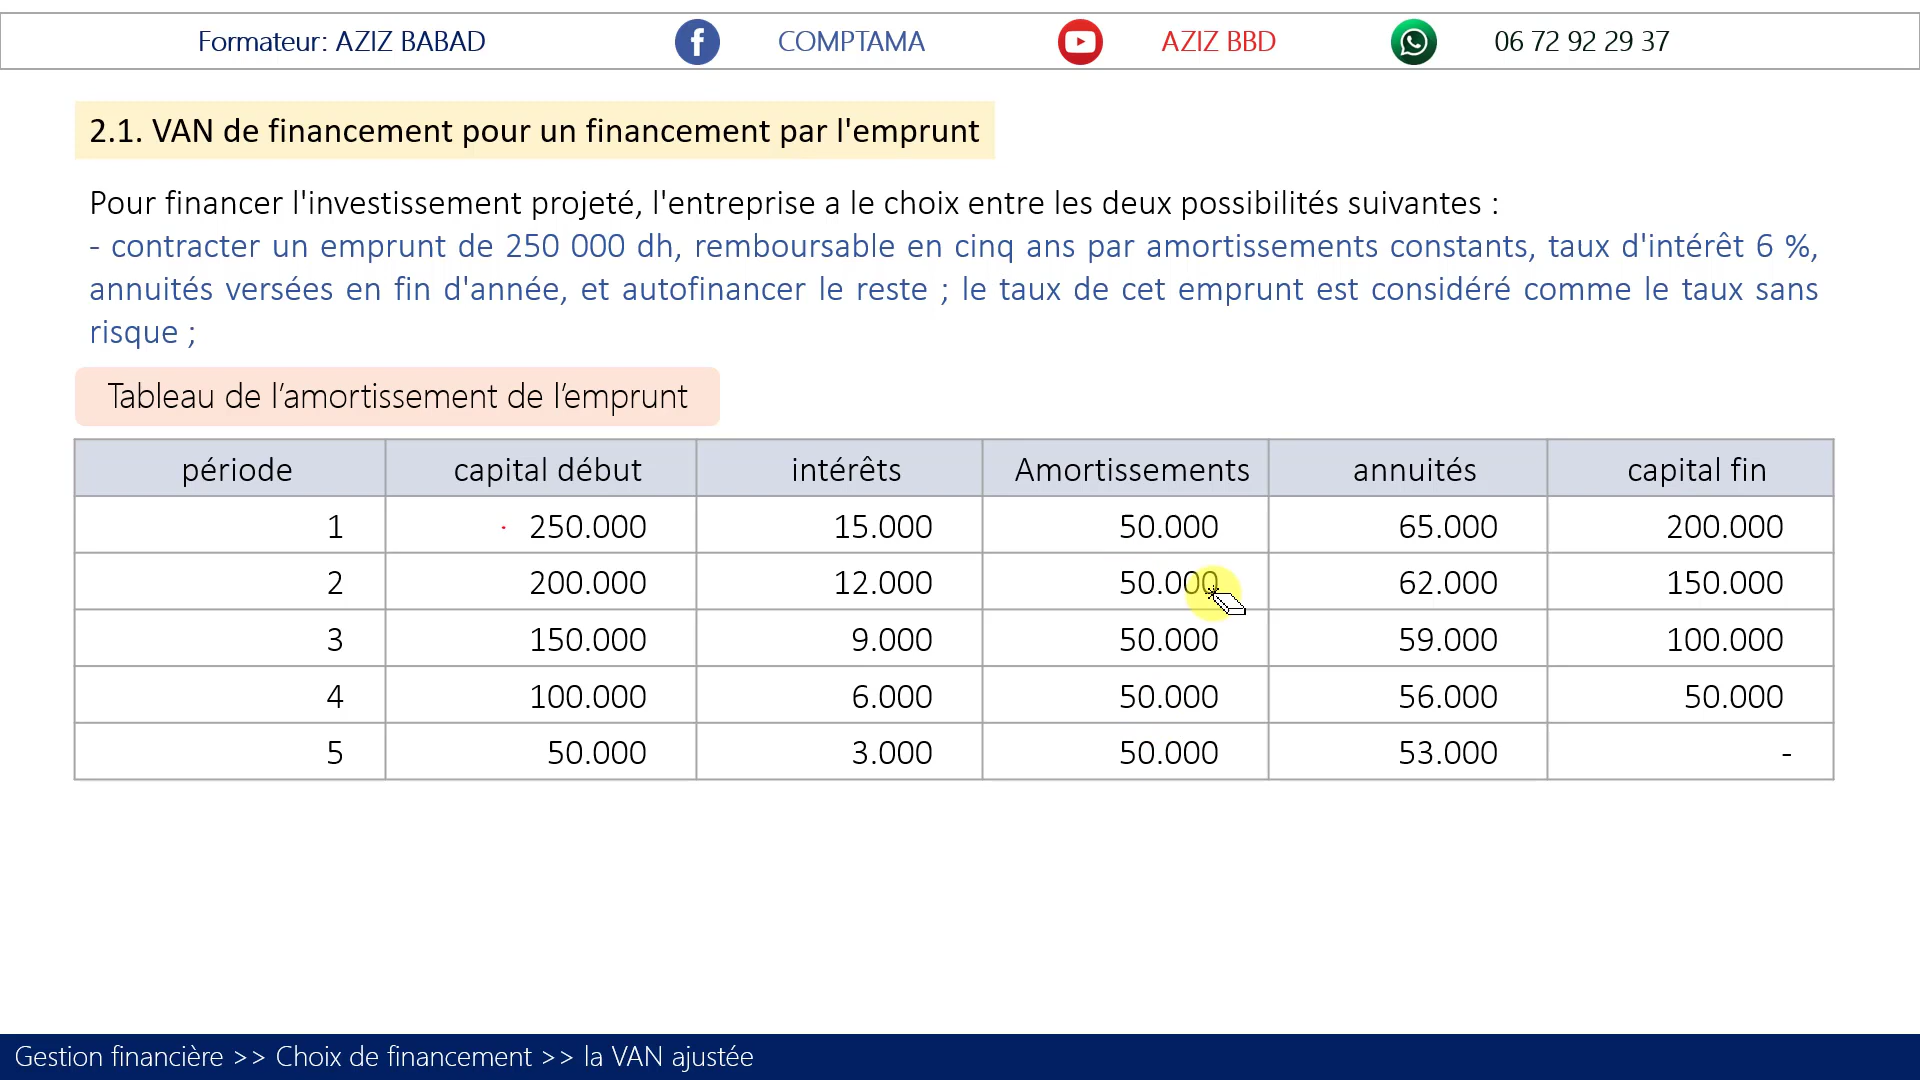 Formateur: AZIZ BABAD COMPTAMA AZIZ BBD 06 72 92 29 37
2.1. VAN de financement pour un financement par l'emprunt
Pour financer l'investissement projeté, l'entreprise a le choix entre les deux possibilités suivantes :
- contracter un emprunt de 250 000 dh, remboursable en cinq ans par amortissements constants, taux d'intérêt 6 %,
annuités versées en fin d'année, et autofinancer le reste ; le taux de cet emprunt est considéré comme le taux sans
risque ;
Tableau de l’amortissement de l’emprunt
période capital début intérêts Amortissements annuités capital fin
1 250.000 15.000 50.000 65.000 200.000
2 200.000 12.000 50.000 62.000 150.000
3 150.000 9.000 50.000 59.000 100.000
4 100.000 6.000 50.000 56.000 50.000
5 50.000 3.000 50.000 53.000 -
Gestion financière >> Choix de financement >> la VAN ajustée